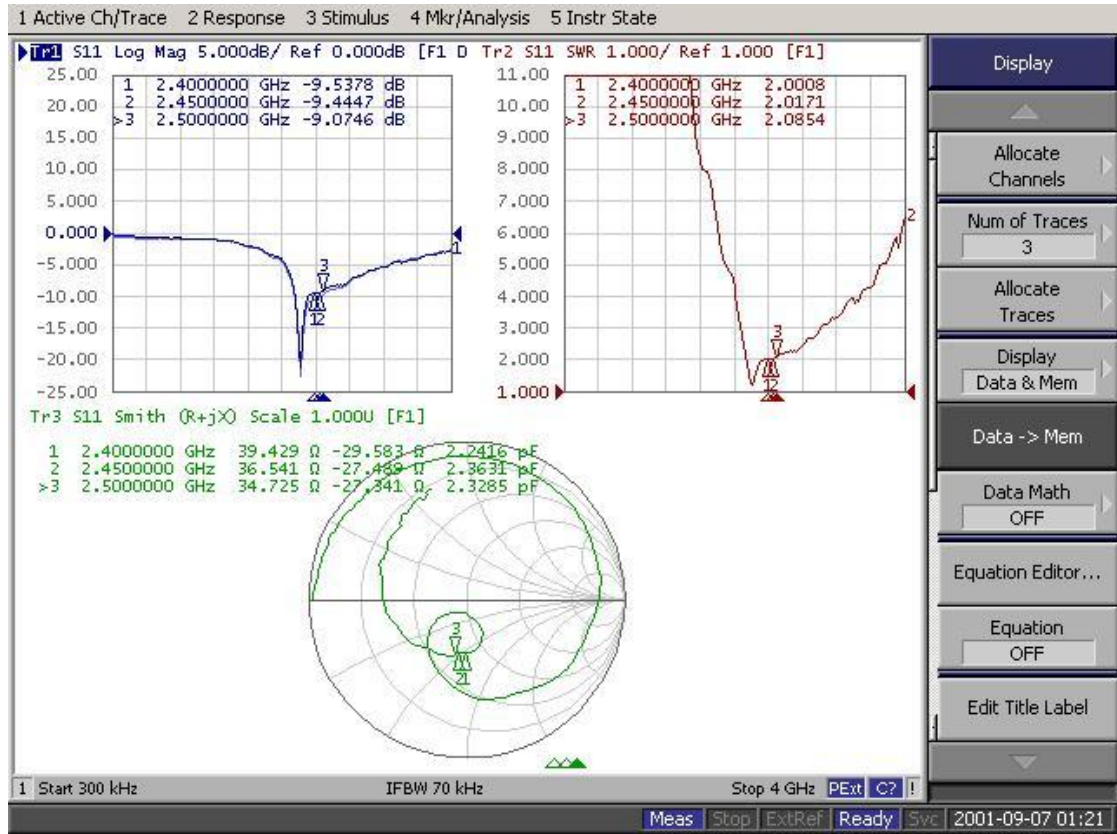 1 Active Ch/Trace 2 Response 3 Stimulus 4 Mkr/Analysis 5 Instr State
Tr1 S11 Log Mag 5.000dB/ Ref 0.000dB [F1 D
25.00
20.00
15.00
10.00
5.000
0.000
-5.000
-10.00
-15.00
-20.00
-25.00
1 2.4000000 GHz -9.5378 dB
2 2.4500000 GHz -9.4447 dB
>3 2.5000000 GHz -9.0746 dB
3
12
1
Tr2 S11 SWR 1.000/ Ref 1.000 [F1]
11.00
10.00
9.000
8.000
7.000
6.000
5.000
4.000
3.000
2.000
1.000
1 2.4000000 GHz 2.0008
2 2.4500000 GHz 2.0171
>3 2.5000000 GHz 2.0854
2
3
12
Tr3 S11 Smith (R+jX) Scale 1.000U [F1]
1 2.4000000 GHz 39.429 Ω -29.583 Ω 2.2416 pF
2 2.4500000 GHz 36.541 Ω -27.489 Ω 2.3631 pF
>3 2.5000000 GHz 34.725 Ω -27.341 Ω 2.3285 pF
3
21
1 Start 300 kHz IFBW 70 kHz Stop 4 GHz PExt C? !
Display
Allocate
Channels
Num of Traces
3
Allocate
Traces
Display
Data & Mem
Data -> Mem
Data Math
OFF
Equation Editor...
Equation
OFF
Edit Title Label
Meas Stop ExtRef Ready Svc 2001-09-07 01:21